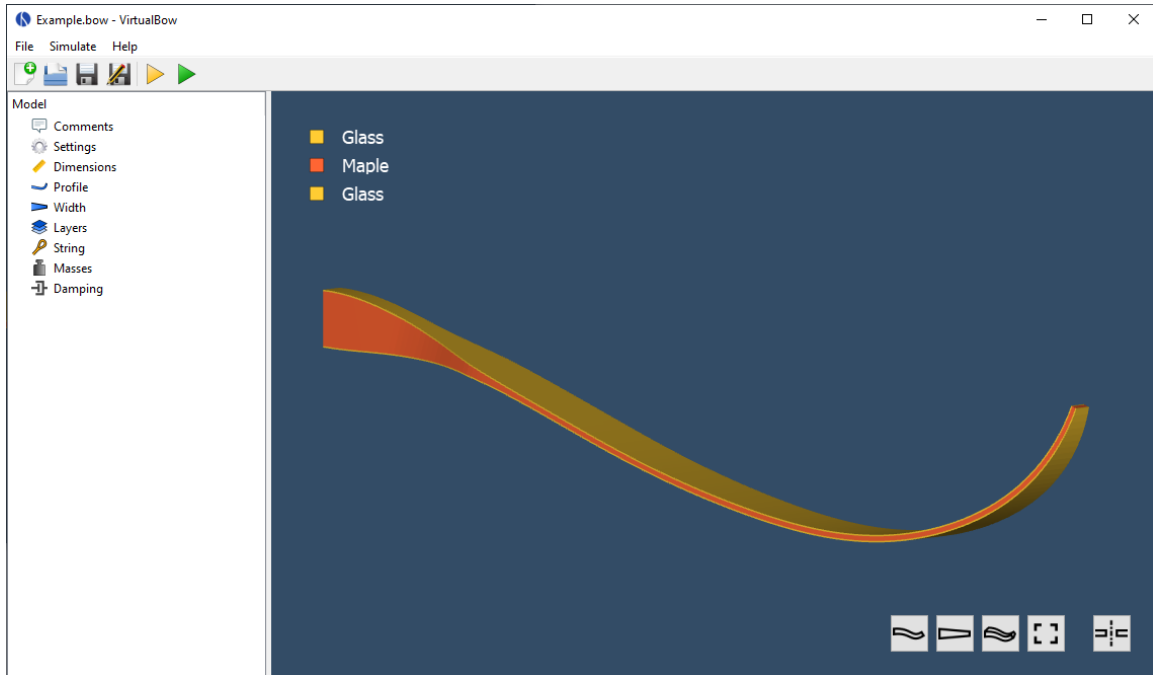 Example.bow - VirtualBow
File Simulate Help
Model
Comments
Settings
Dimensions
Profile
Width
Layers
String
Masses
Damping
Glass
Maple
Glass